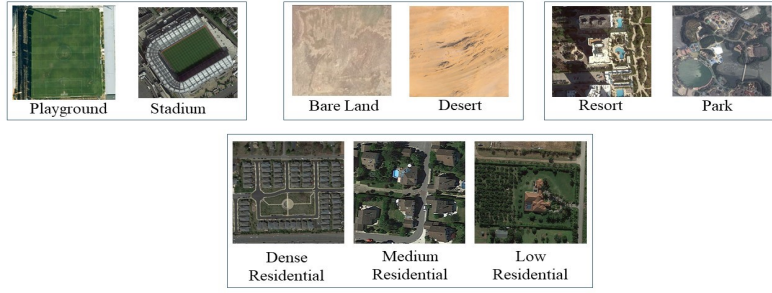 Playground
Stadium
Bare Land
Desert
Resort
Park
Dense
Residential
Medium
Residential
Low
Residential